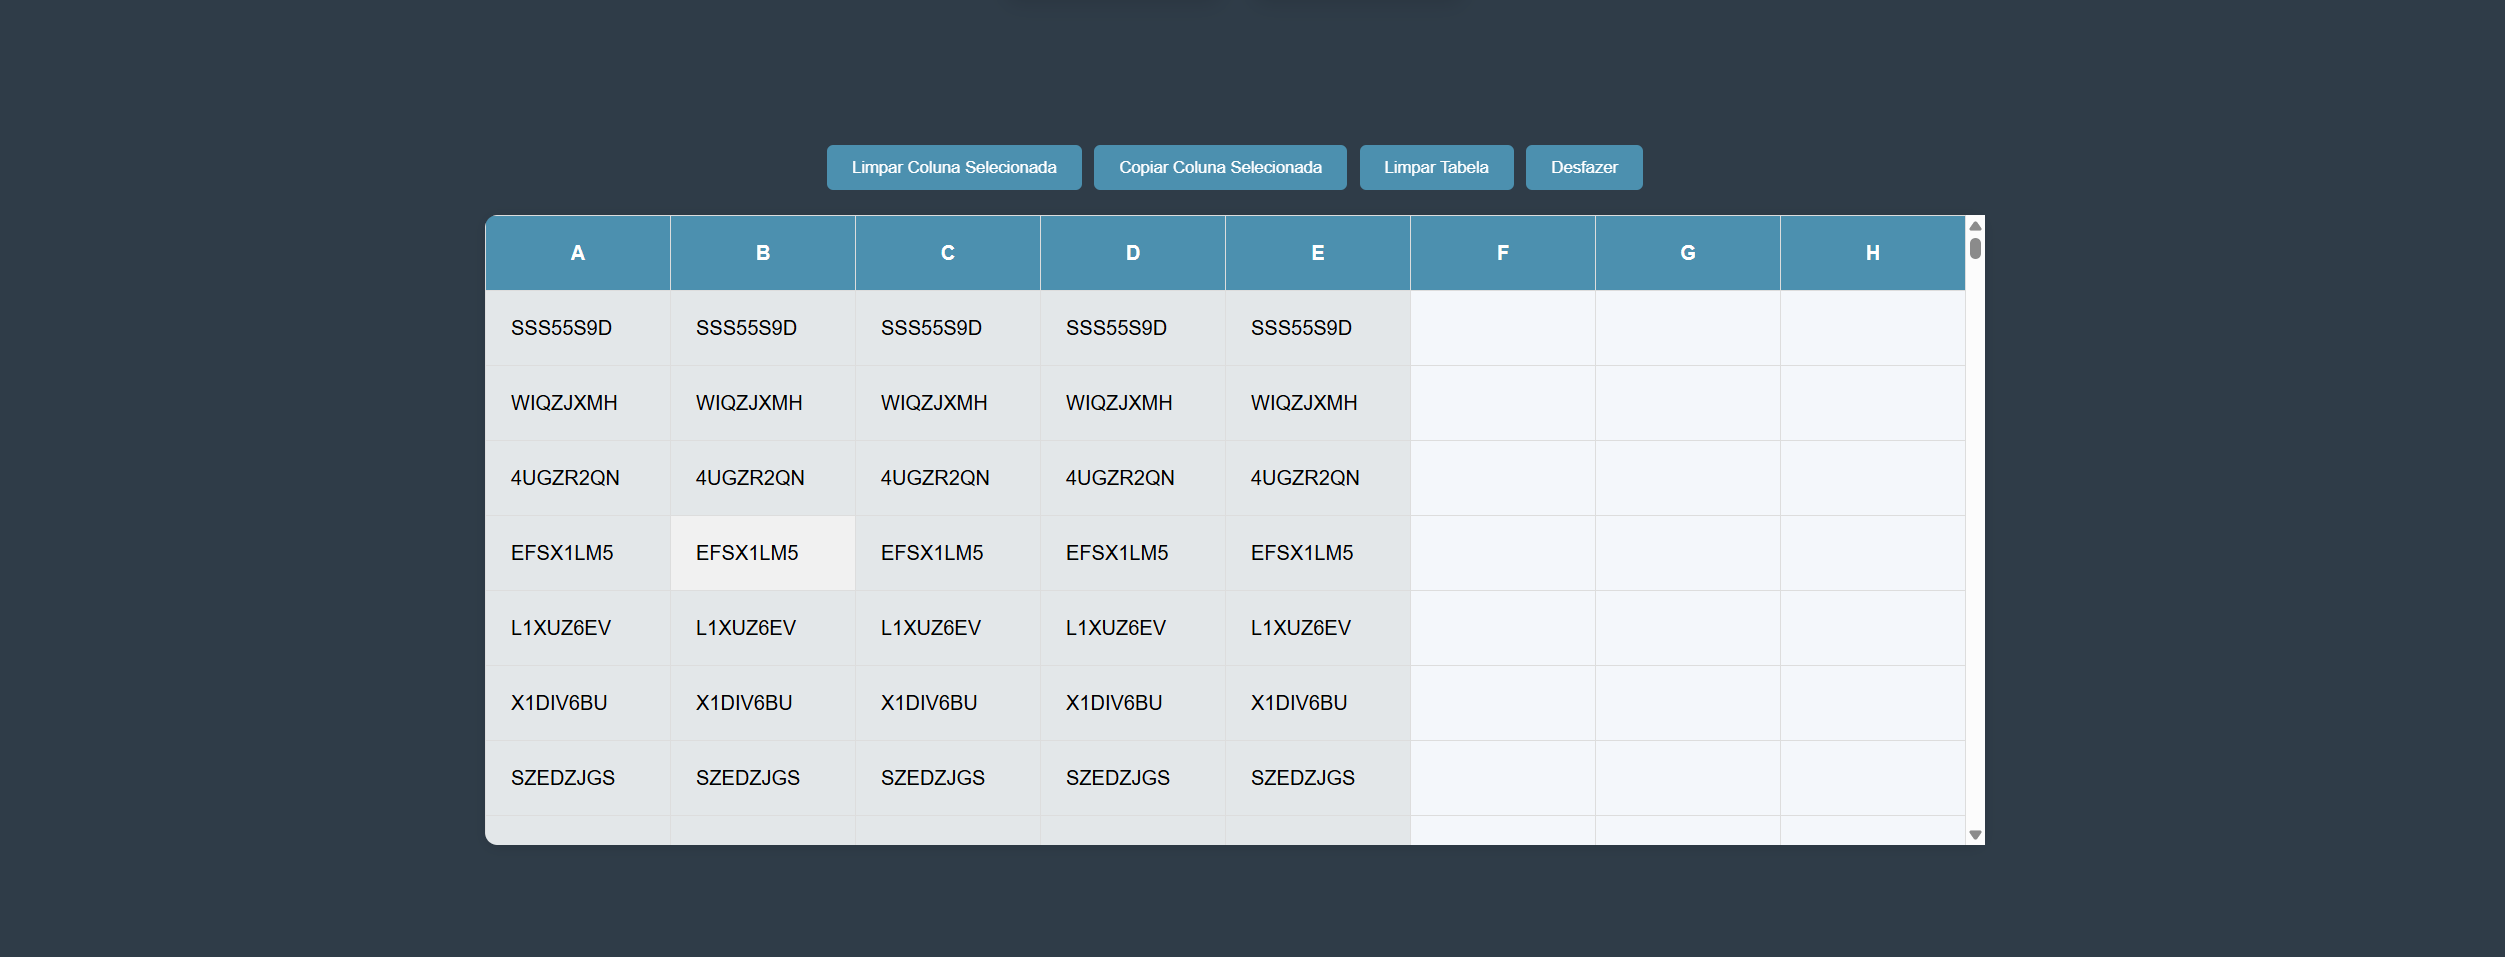 Limpar Coluna Selecionada Copiar Coluna Selecionada Limpar Tabela Desfazer
A B C D E F G H
SSS55S9D SSS55S9D SSS55S9D SSS55S9D SSS55S9D
WIQZJXMH WIQZJXMH WIQZJXMH WIQZJXMH WIQZJXMH
4UGZR2QN 4UGZR2QN 4UGZR2QN 4UGZR2QN 4UGZR2QN
EFSX1LM5 EFSX1LM5 EFSX1LM5 EFSX1LM5 EFSX1LM5
L1XUZ6EV L1XUZ6EV L1XUZ6EV L1XUZ6EV L1XUZ6EV
X1DIV6BU X1DIV6BU X1DIV6BU X1DIV6BU X1DIV6BU
SZEDZJGS SZEDZJGS SZEDZJGS SZEDZJGS SZEDZJGS